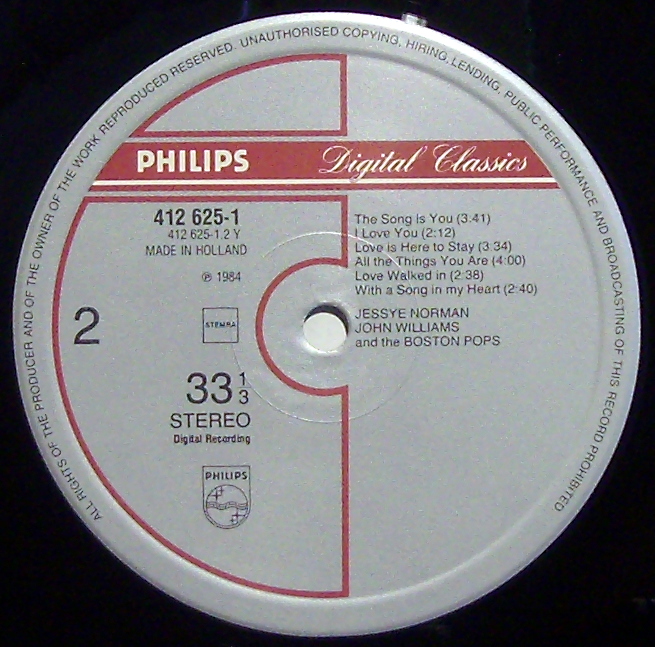 ALL RIGHTS OF THE PRODUCER AND OF THE OWNER OF THE WORK REPRODUCED RESERVED. UNAUTHORISED COPYING, HIRING, LENDING, PUBLIC PERFORMANCE AND BROADCASTING OF THIS RECORD PROHIBITED
PHILIPS Digital Classics
412 625-1
412 625-1.2 Y
MADE IN HOLLAND
℗ 1984
2
STEMRA
33 1/3
STEREO
Digital Recording
PHILIPS
The Song Is You (3:41)
I Love You (2:12)
Love is Here to Stay (3:34)
All the Things You Are (4:00)
Love Walked in (2:38)
With a Song in my Heart (2:40)
JESSYE NORMAN
JOHN WILLIAMS
and the BOSTON POPS